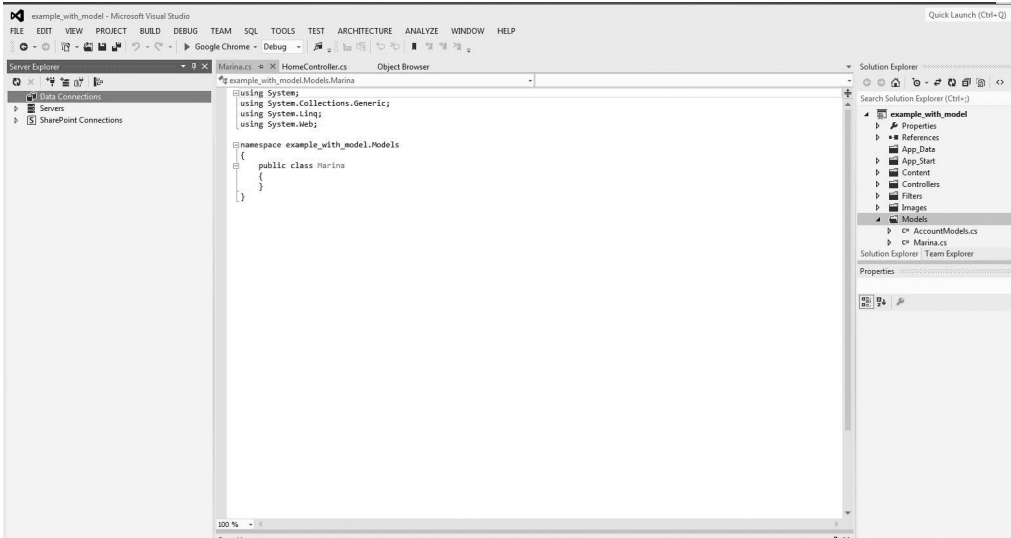 example_with_model - Microsoft Visual Studio
Quick Launch (Ctrl+Q)
FILE EDIT VIEW PROJECT BUILD DEBUG TEAM SQL TOOLS TEST ARCHITECTURE ANALYZE WINDOW HELP
Google Chrome Debug
Server Explorer
Data Connections
Servers
SharePoint Connections
Marina.cs HomeController.cs Object Browser
example_with_model.Models.Marina
using System;
using System.Collections.Generic;
using System.Linq;
using System.Web;
namespace example_with_model.Models
{
public class Marina
{
}
}
100 %
Solution Explorer
Search Solution Explorer (Ctrl+;)
example_with_model
Properties
References
App_Data
App_Start
Content
Controllers
Filters
Images
Models
C# AccountModels.cs
C# Marina.cs
Solution Explorer Team Explorer
Properties